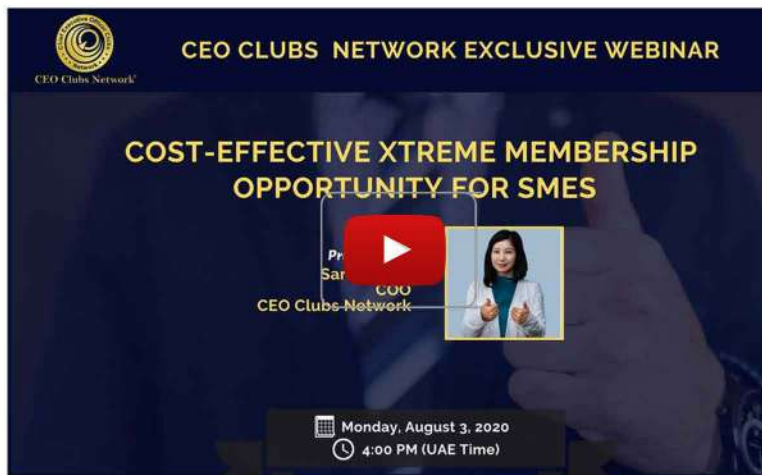 CEO CLUBS NETWORK EXCLUSIVE WEBINAR
CEO Clubs Network
COST-EFFECTIVE XTREME MEMBERSHIP
OPPORTUNITY FOR SMES
COO
CEO Clubs Network
Monday, August 3, 2020
4:00 PM (UAE Time)